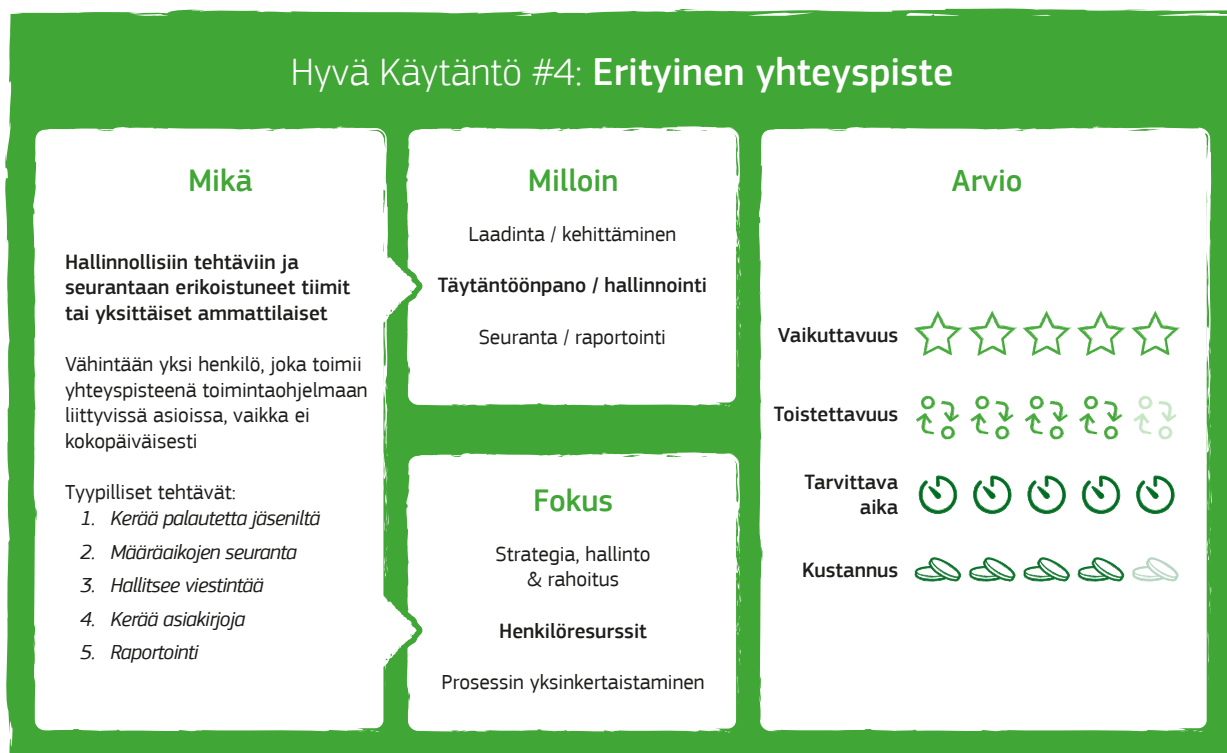 Hyvä Käytäntö #4: Erityinen yhteyspiste
Mikä
Hallinnollisiin tehtäviin ja
seurantaan erikoistuneet tiimit
tai yksittäiset ammattilaiset
Vähintään yksi henkilö, joka toimii
yhteyspisteenä toimintaohjelmaan
liittyvissä asioissa, vaikka ei
kokopäiväisesti
Tyypilliset tehtävät:
1. Kerää palautetta jäseniltä
2. Määräaikojen seuranta
3. Hallitsee viestintää
4. Kerää asiakirjoja
5. Raportointi
Milloin
Laadinta / kehittäminen
Täytäntöönpano / hallinnointi
Seuranta / raportointi
Fokus
Strategia, hallinto
& rahoitus
Henkilöresurssit
Prosessin yksinkertaistaminen
Arvio
Vaikuttavuus
Toistettavuus
Tarvittava
aika
Kustannus